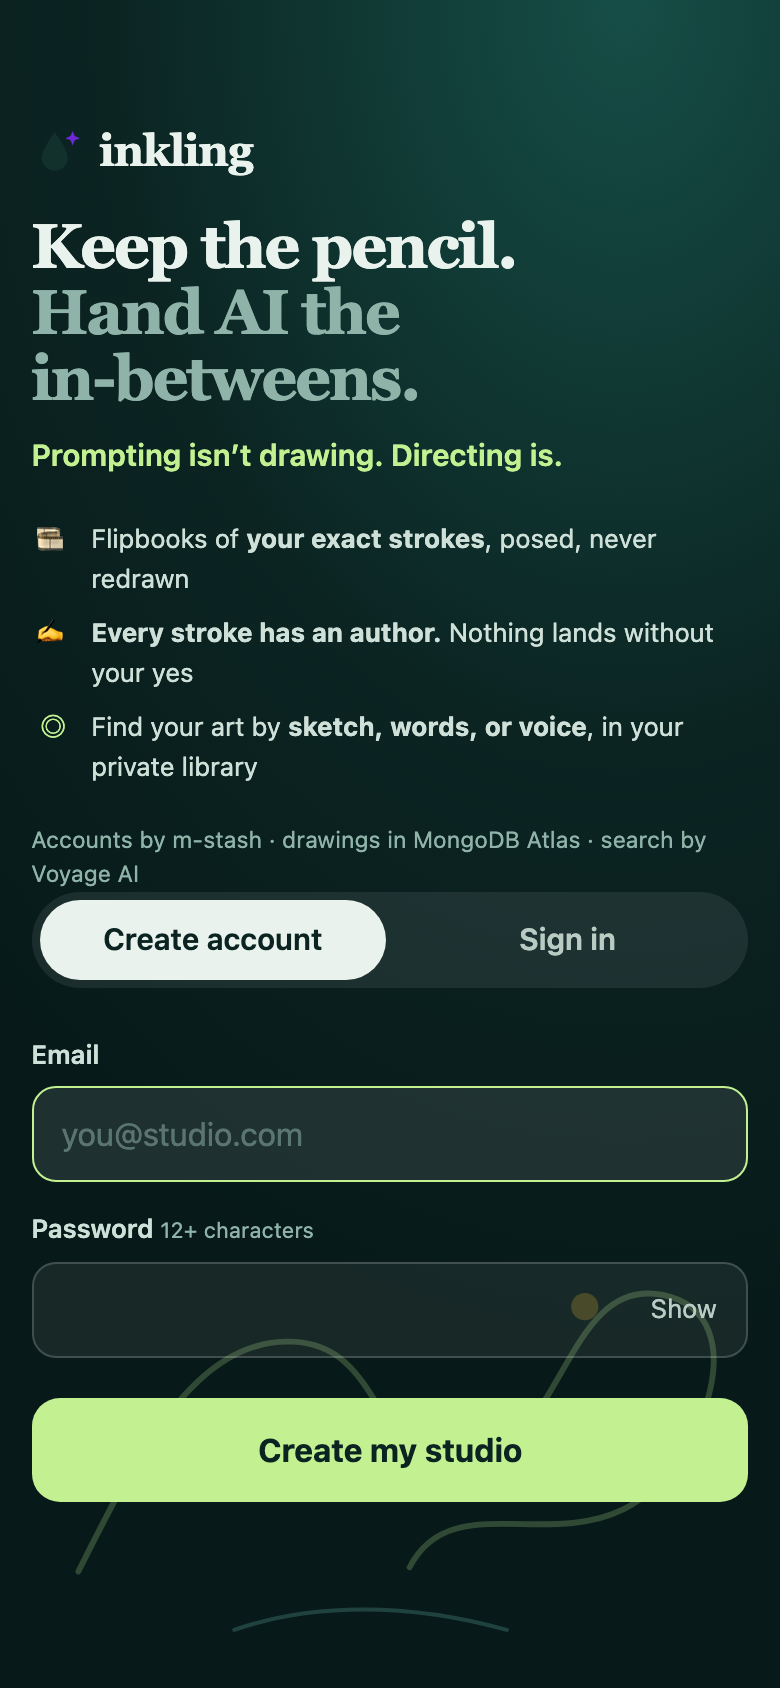 inkling
Keep the pencil.
Hand AI the
in-betweens.
Prompting isn’t drawing. Directing is.
Flipbooks of your exact strokes, posed, never
redrawn
Every stroke has an author. Nothing lands without
your yes
Find your art by sketch, words, or voice, in your
private library
Accounts by m-stash · drawings in MongoDB Atlas · search by
Voyage AI
Create account
Sign in
Email
you@studio.com
Password 12+ characters
Show
Create my studio